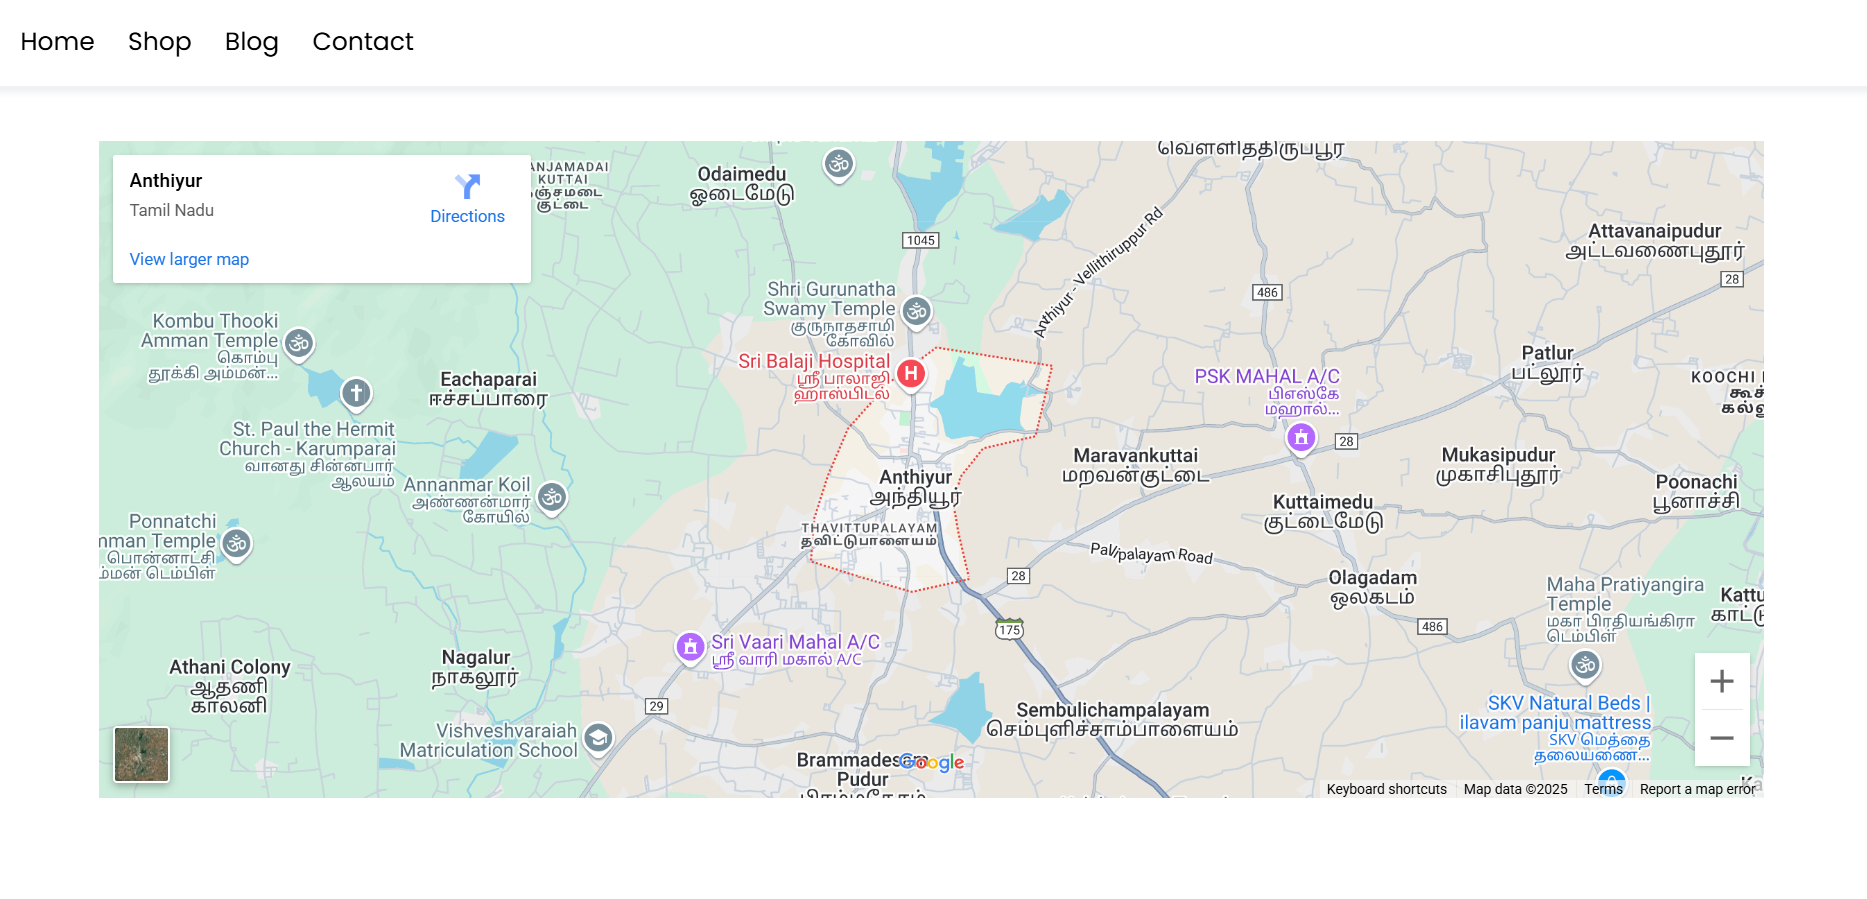 Home Shop Blog Contact
Anthiyur
Tamil Nadu
Directions
View larger map
ANJAMADAI
KUTTAI
குட்டை
Odaimedu
ஓடைமேடு
வெள்ளித்திருப்பூர்
1045
Anthiyur - Vellithiruppur Rd
Attavanaipudur
அட்டவணைபுதூர்
28
486
Shri Gurunatha
Swamy Temple
குருநாதசாமி
கோவில்
Kombu Thooki
Amman Temple
கொம்பு
தூக்கி அம்மன்...
Sri Balaji Hospital
ஸ்ரீ பாலாஜி
ஹாஸ்பிடல்
H
Eachaparai
ஈச்சப்பாரை
PSK MAHAL A/C
பிஎஸ்கே
மஹால்...
Patlur
பட்லூர்
KOOCHI
St. Paul the Hermit
Church - Karumparai
வானது சின்னபார்
ஆலயம்
28
Maravankuttai
மறவன்குட்டை
Mukasipudur
முகாசிபுதூர்
Annanmar Koil
அண்ணன்மார்
கோயில்
Anthiyur
அந்தியூர்
Kuttaimedu
குட்டைமேடு
Poonachi
பூனாச்சி
Ponnatchi
mman Temple
பொன்னாட்சி
ம்மன் டெம்பிள்
THAVITTUPALAYAM
தவிட்டுபாளையம்
Pallipalayam Road
28
Olagadam
ஒலகடம்
Maha Pratiyangira
Temple
மகா பிரதியங்கிரா
டெம்பிள்
Kattu
காட்டு
175
486
Sri Vaari Mahal A/C
ஸ்ரீ வாரி மகால் A/C
Athani Colony
ஆதணி
காலனி
Nagalur
நாகலூர்
29
Sembulichampalayam
செம்புளிச்சாம்பாளையம்
SKV Natural Beds |
ilavam panju mattress
SKV மெத்தை
தலையணை...
Vishveshvaraiah
Matriculation School
Brammadesam
Pudur
Google
Keyboard shortcuts Map data ©2025 Terms Report a map error